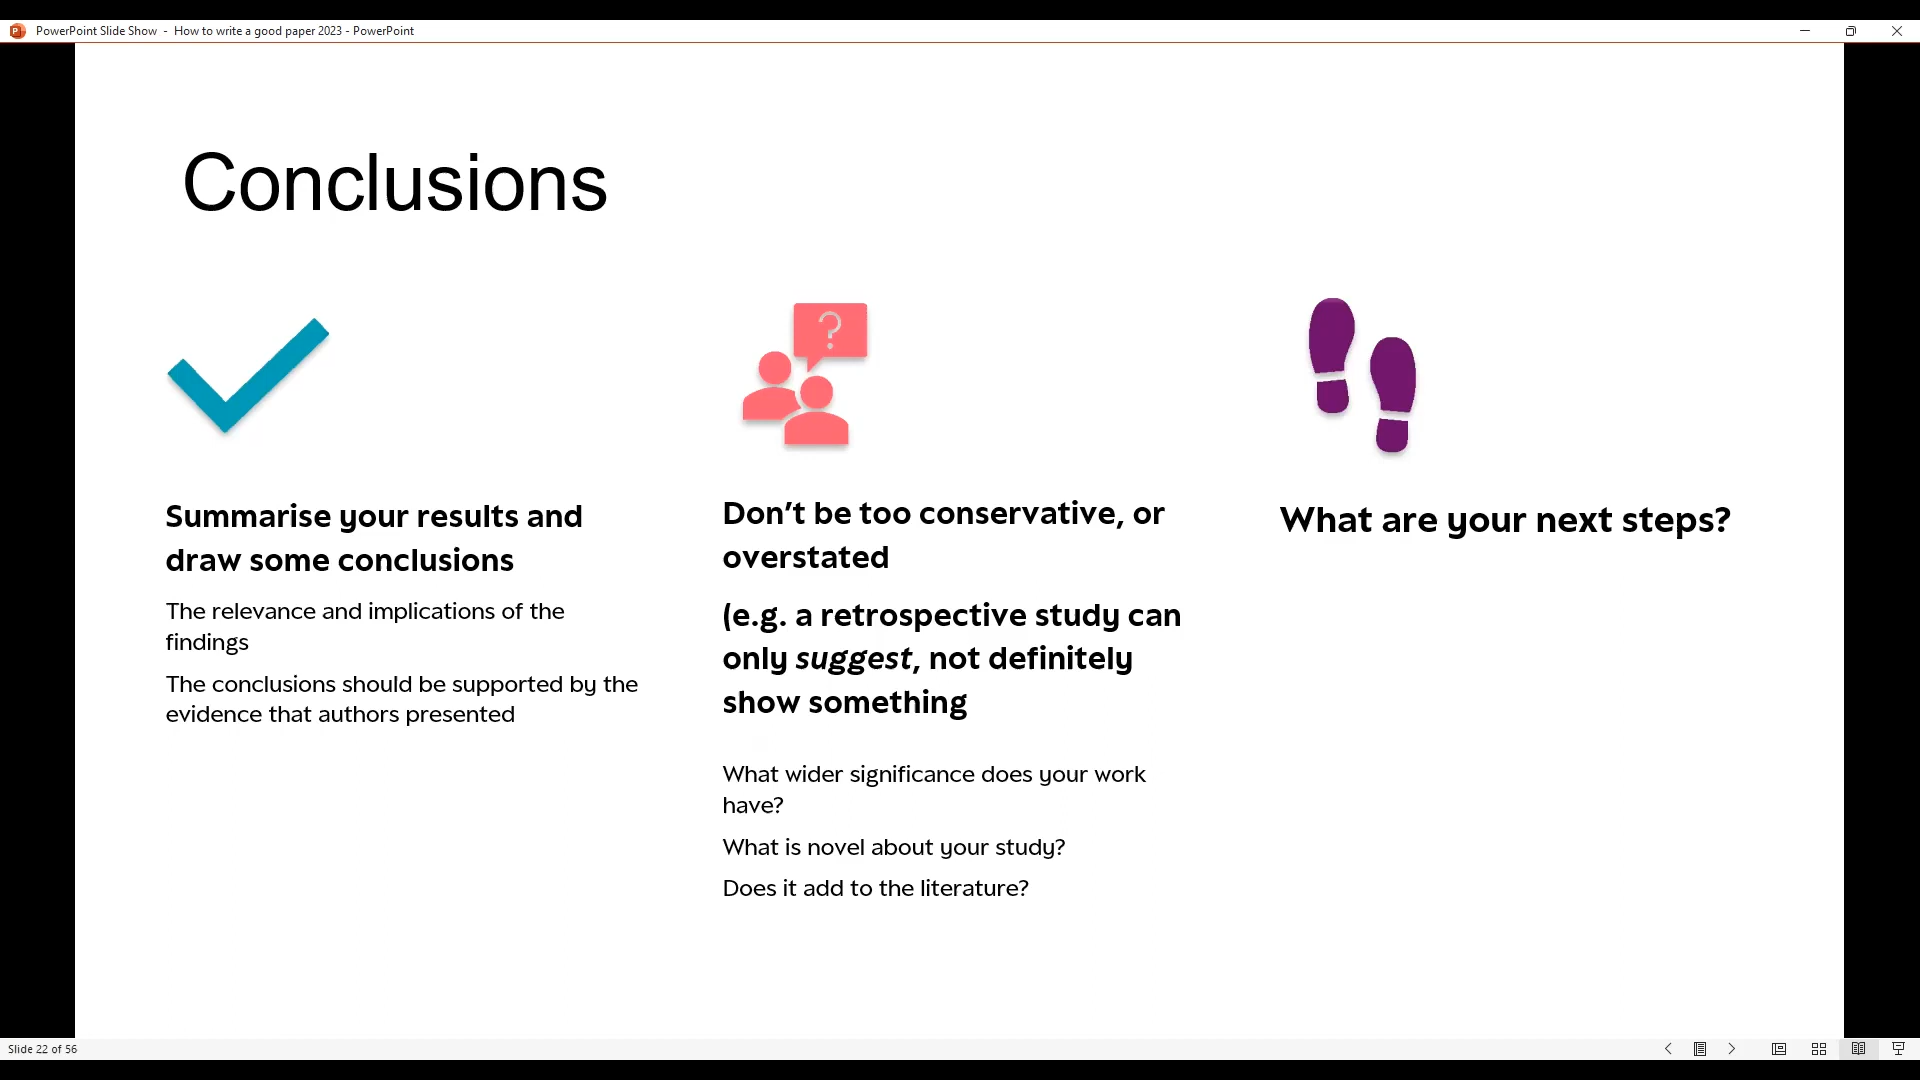 PowerPoint Slide Show - How to write a good paper 2023 - PowerPoint
Conclusions
?
Summarise your results and
draw some conclusions
The relevance and implications of the
findings
The conclusions should be supported by the
evidence that authors presented
Don't be too conservative, or
overstated
(e.g. a retrospective study can
only suggest, not definitely
show something
What wider significance does your work
have?
What is novel about your study?
Does it add to the literature?
What are your next steps?
Slide 22 of 56